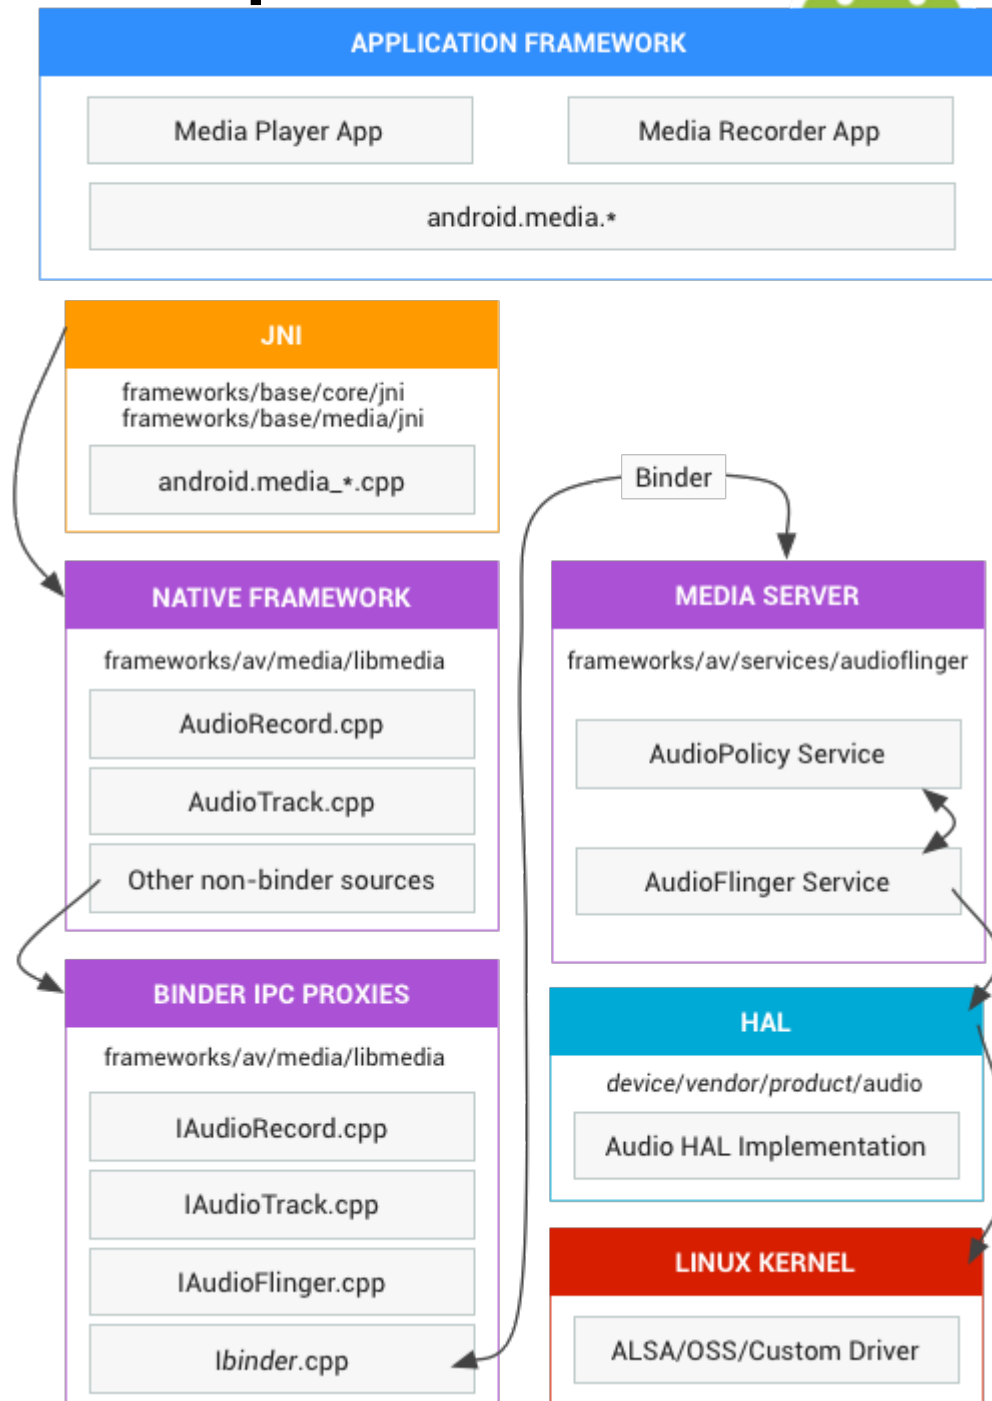 APPLICATION FRAMEWORK
Media Player App
Media Recorder App
android.media.*
JNI
frameworks/base/core/jni
frameworks/base/media/jni
android.media_*.cpp
Binder
NATIVE FRAMEWORK
frameworks/av/media/libmedia
AudioRecord.cpp
AudioTrack.cpp
Other non-binder sources
BINDER IPC PROXIES
frameworks/av/media/libmedia
IAudioRecord.cpp
IAudioTrack.cpp
IAudioFlinger.cpp
Ibinder.cpp
MEDIA SERVER
frameworks/av/services/audioflinger
AudioPolicy Service
AudioFlinger Service
HAL
device/vendor/product/audio
Audio HAL Implementation
LINUX KERNEL
ALSA/OSS/Custom Driver